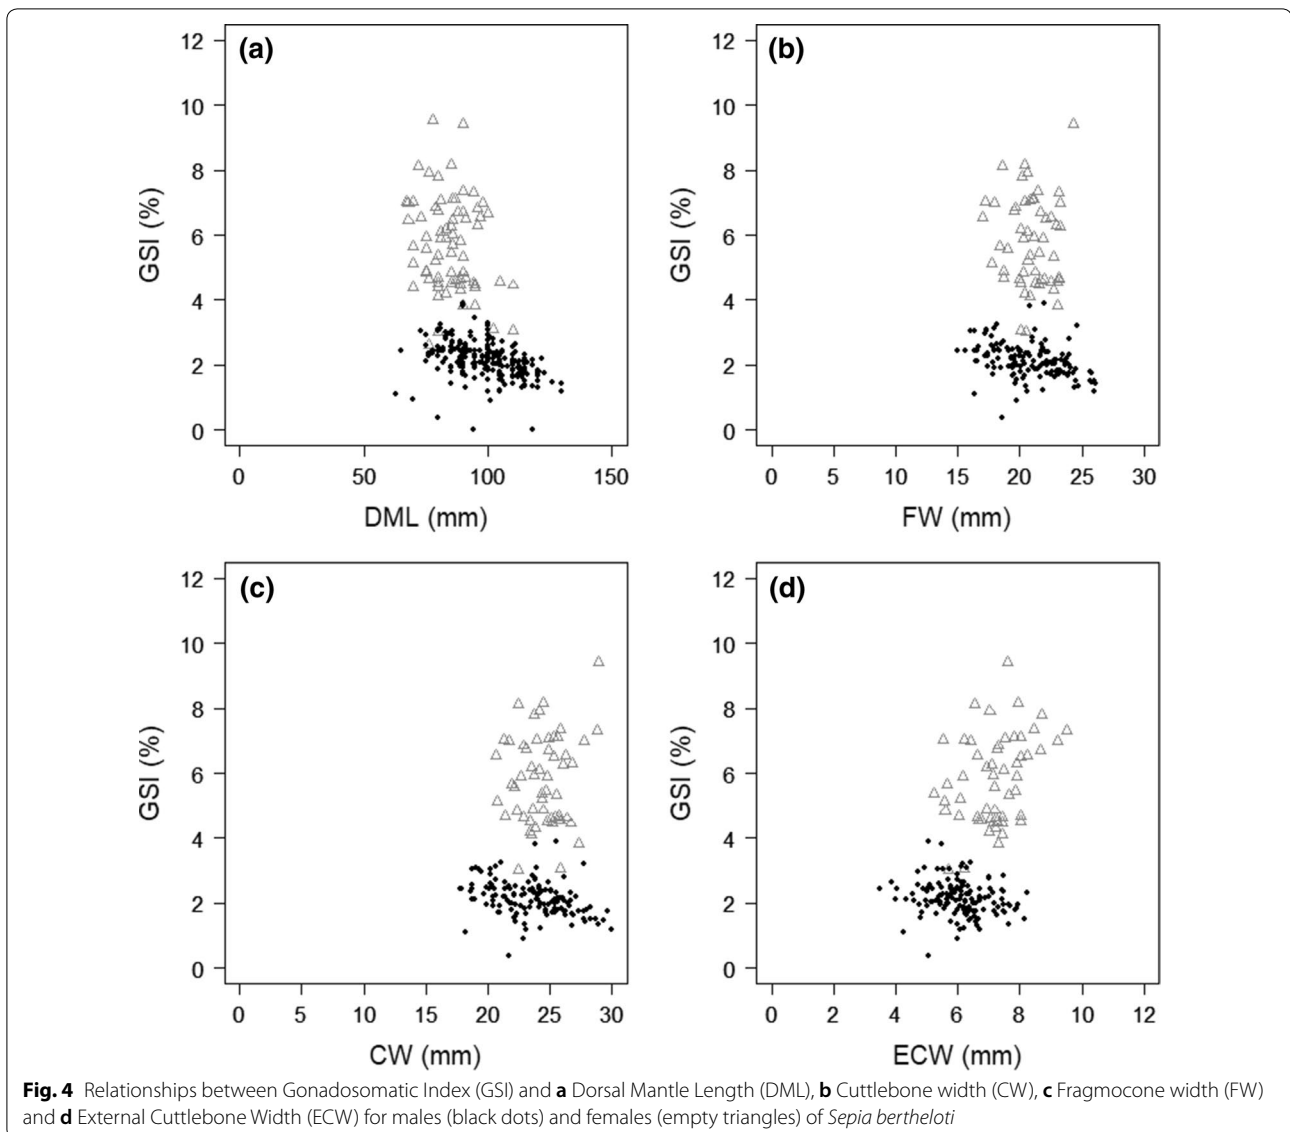 (a)
12
10
8
6
4
2
0
GSI (%)
0 50 100 150
DML (mm)
(b)
12
10
8
6
4
2
0
GSI (%)
0 5 10 15 20 25 30
FW (mm)
(c)
12
10
8
6
4
2
0
GSI (%)
0 5 10 15 20 25 30
CW (mm)
(d)
12
10
8
6
4
2
0
GSI (%)
0 2 4 6 8 10 12
ECW (mm)
Fig. 4 Relationships between Gonadosomatic Index (GSI) and a Dorsal Mantle Length (DML), b Cuttlebone width (CW), c Fragmocone width (FW)
and d External Cuttlebone Width (ECW) for males (black dots) and females (empty triangles) of Sepia bertheloti